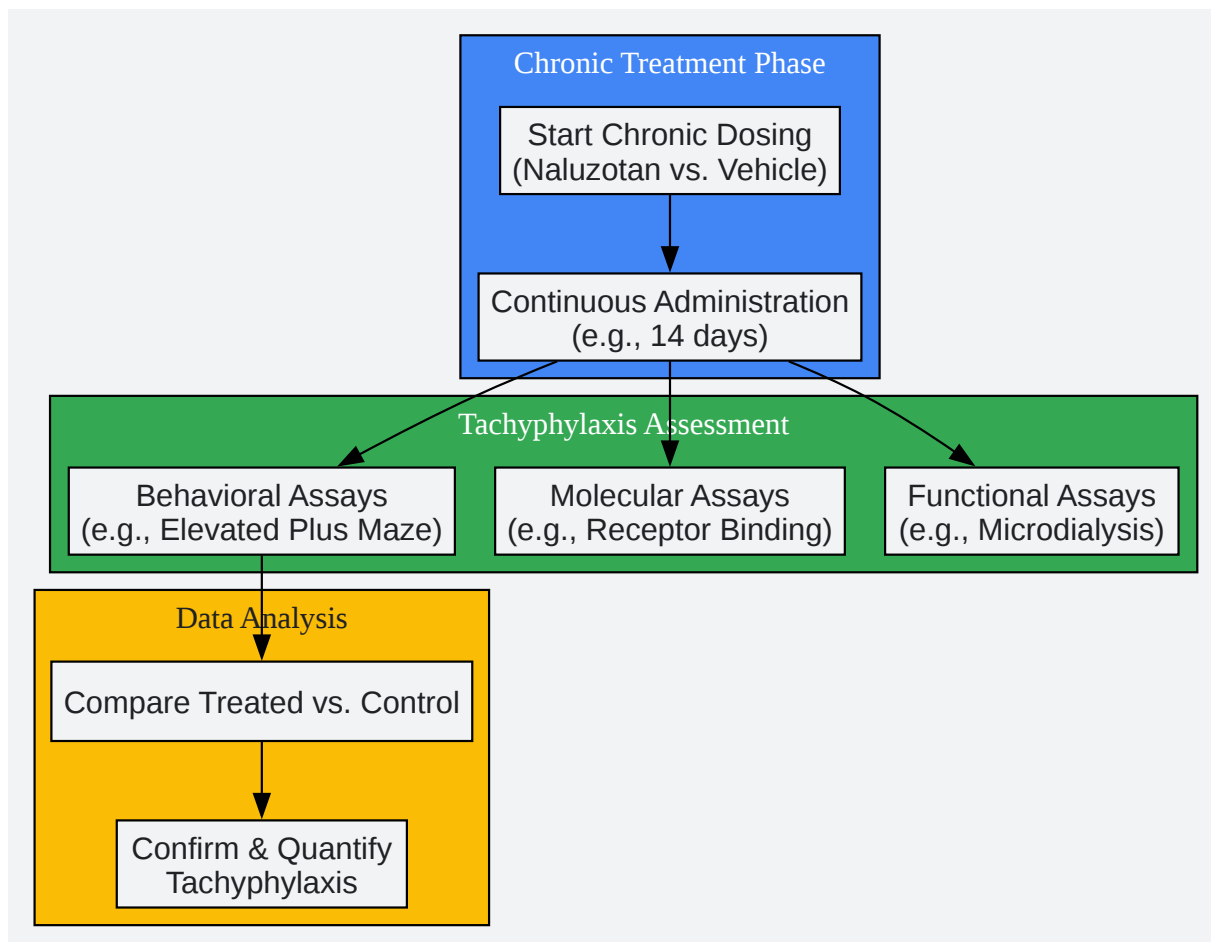 Chronic Treatment Phase
Start Chronic Dosing
(Naluzotan vs. Vehicle)
Continuous Administration
(e.g., 14 days)
Tachyphylaxis Assessment
Behavioral Assays
(e.g., Elevated Plus Maze)
Molecular Assays
(e.g., Receptor Binding)
Functional Assays
(e.g., Microdialysis)
Data Analysis
Compare Treated vs. Control
Confirm & Quantify
Tachyphylaxis